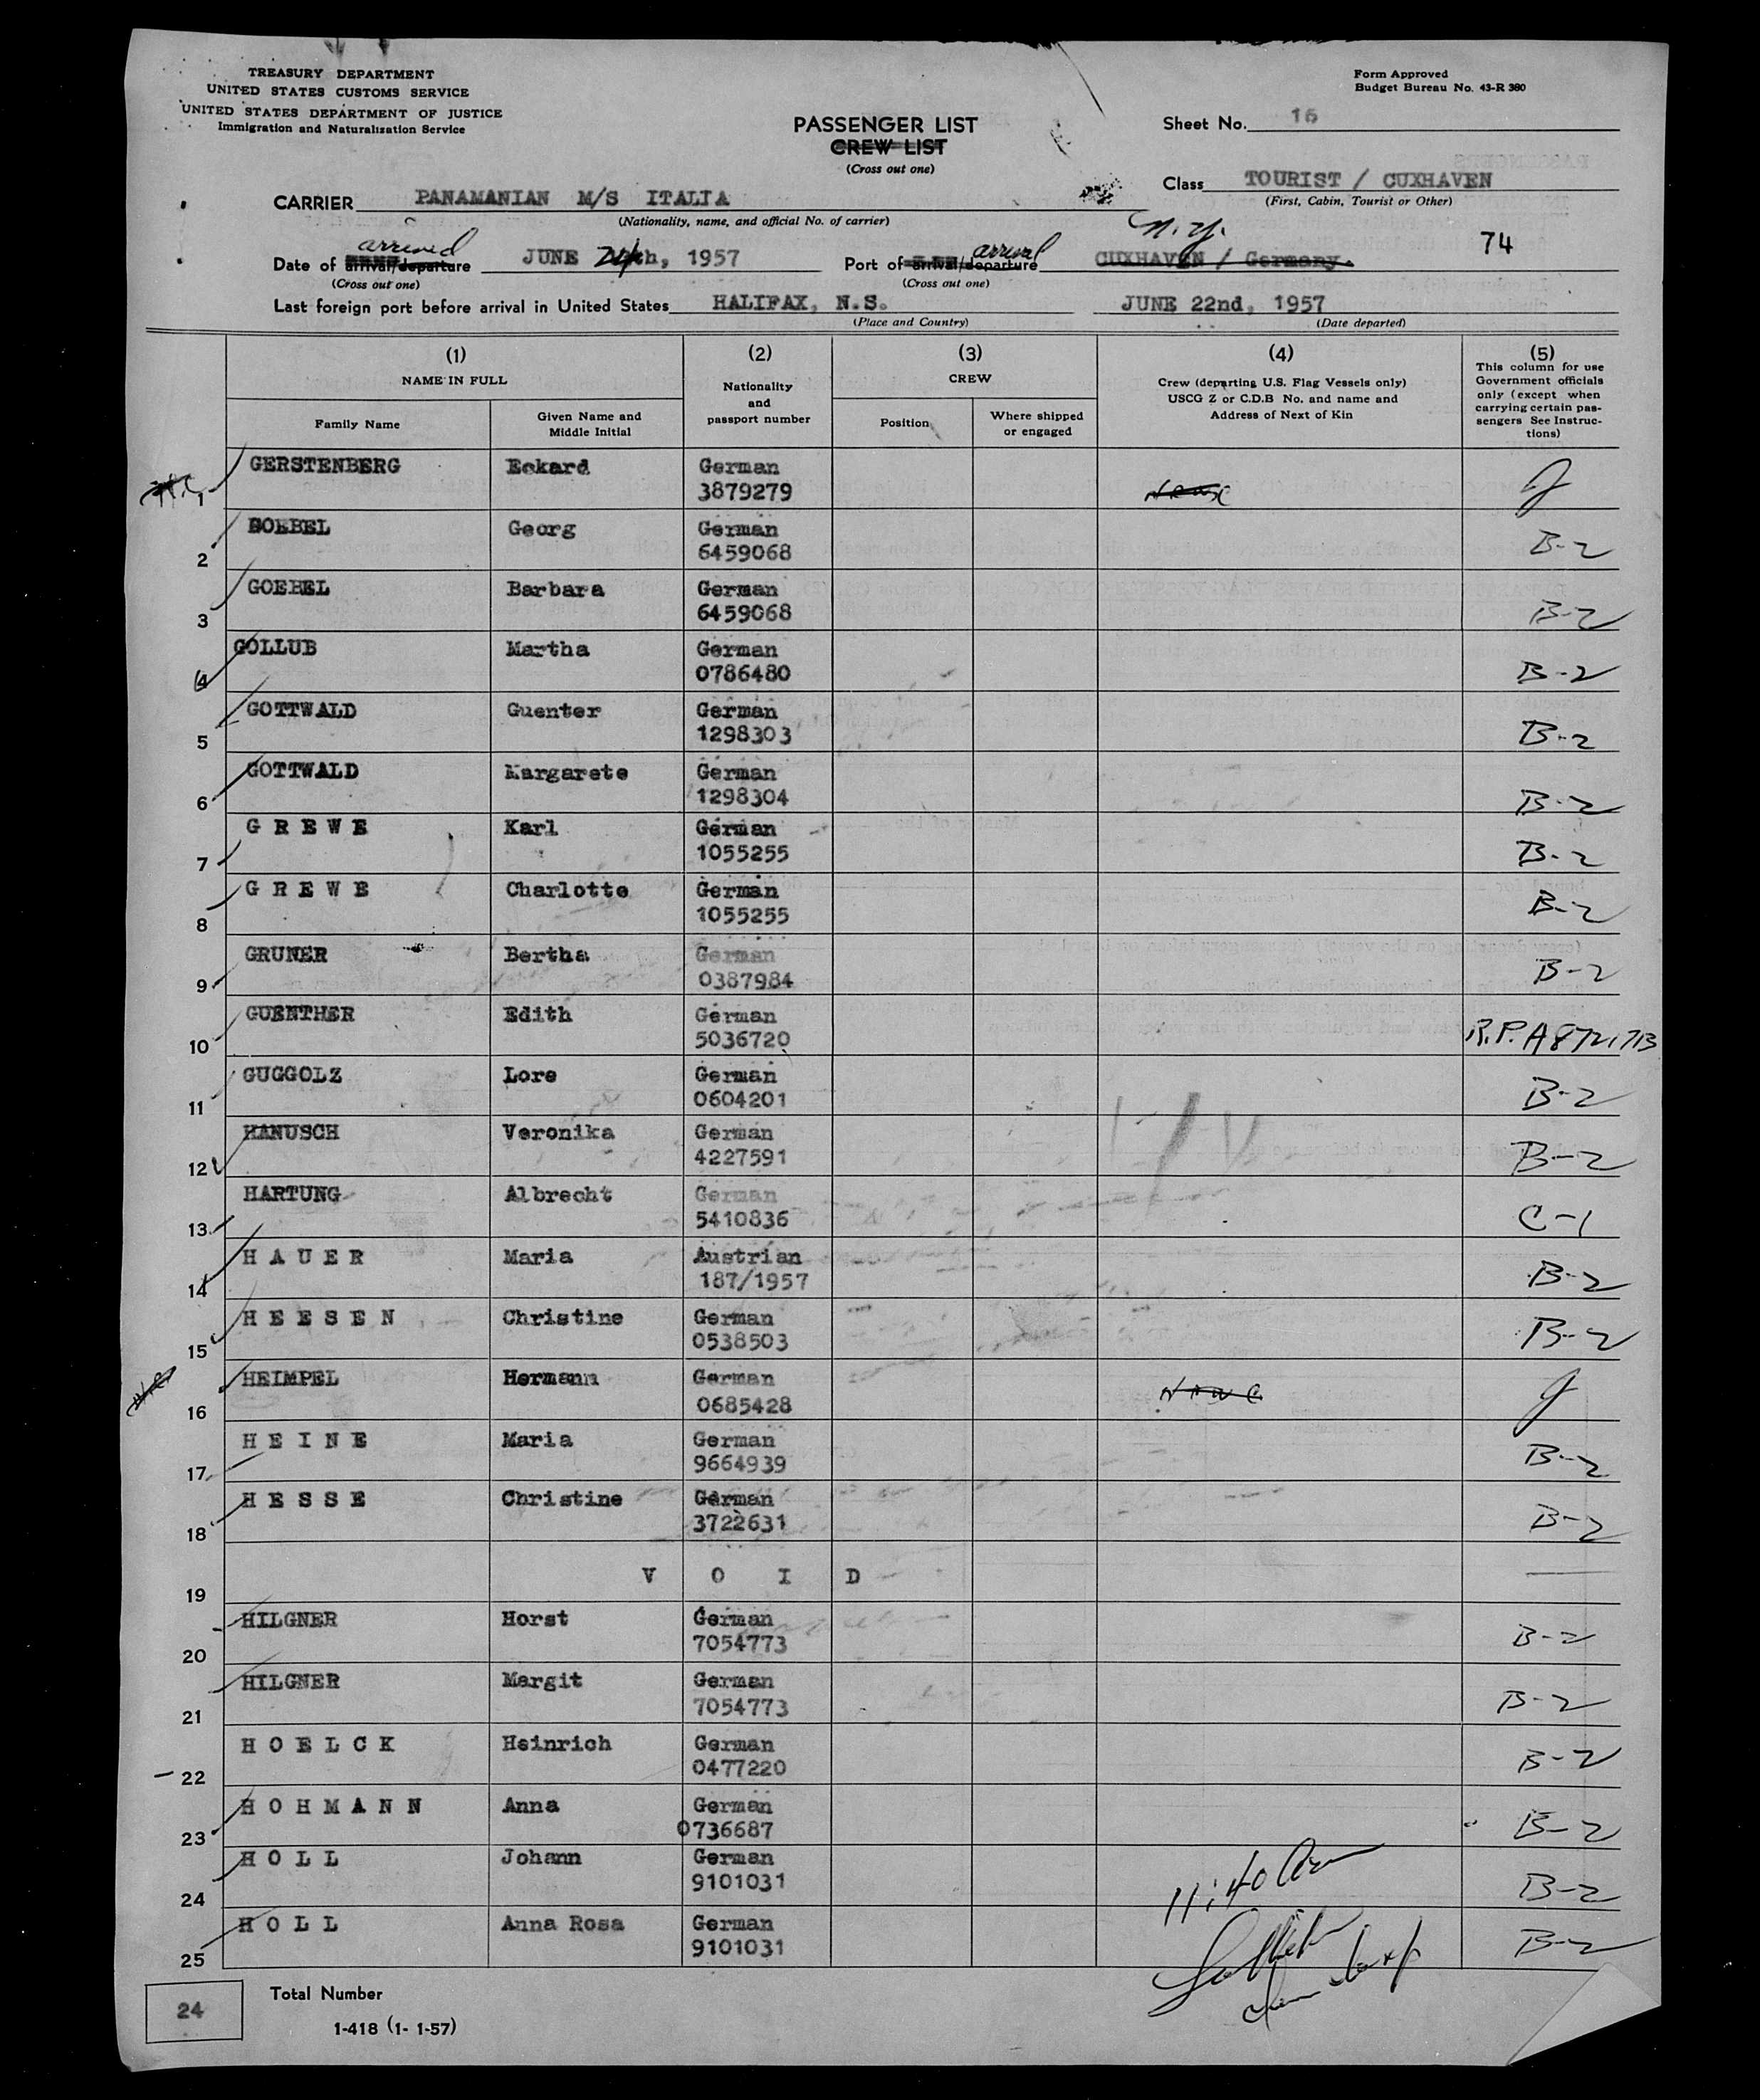 TREASURY DEPARTMENT
UNITED STATES CUSTOMS SERVICE
UNITED STATES DEPARTMENT OF JUSTICE
Immigration and Naturalization Service
Form Approved
Budget Bureau No. 43-R 380
PASSENGER LIST
CREW LIST
(Cross out one)
Sheet No. 16
Class TOURIST / CUXHAVEN
(First, Cabin, Tourist or Other)
CARRIER PANAMANIAN M/S ITALIA
(Nationality, name, and official No. of carrier)
arrived
arrival
N.Y.
74
Date of arrival/departure JUNE 24th, 1957 Port of arrival/departure CUXHAVEN / Germany.
(Cross out one) (Cross out one)
Last foreign port before arrival in United States HALIFAX, N.S. JUNE 22nd, 1957
(Place and Country) (Date departed)
(1) (2) (3) (4) (5)
NAME IN FULL
Nationality and passport number
CREW
Crew (departing U.S. Flag Vessels only) USCG Z or C.D.B No. and name and Address of Next of Kin
This column for use Government officials only (except when carrying certain passengers See Instructions)
Family Name
Given Name and Middle Initial
Position
Where shipped or engaged
1 GERSTENBERG Eckard German 3879279
2 GOEBEL Georg German 6459068 B-2
3 GOEBEL Barbara German 6459068 B-2
4 GOLLUB Martha German 0786480 B-2
5 GOTTWALD Guenter German 1298303 B-2
6 GOTTWALD Margarete German 1298304 B-2
7 G R E W E Karl German 1055255 B-2
8 G R E W E Charlotte German 1055255 B-2
9 GRUNER Bertha German 0387984 B-2
10 GUENTHER Edith German 5036720 R.P. A8721713
11 GUGGOLZ Lore German 0604201 B-2
12 HANUSCH Veronika German 4227591 B-2
13 HARTUNG Albrecht German 5410836 C-1
14 H A U E R Maria Austrian 187/1957 B-2
15 H E E S E N Christine German 0538503 B-2
16 HEIMPEL Hermann German 0685428
17 H E I N E Maria German 9664939 B-2
18 H E S S E Christine German 3722631 B-2
19 V O I D
20 HILGNER Horst German 7054773 B-2
21 HILGNER Margit German 7054773 B-2
22 H O E L C K Heinrich German 0477220 B-2
23 H O H M A N N Anna German 0736687 B-2
24 H O L L Johann German 9101031 B-2
25 H O L L Anna Rosa German 9101031 B-2
11:40 am
24 Total Number
1-418 (1- 1-57)